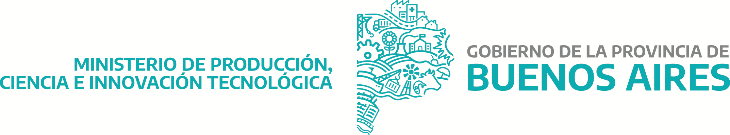 MINISTERIO DE PRODUCCIÓN,
CIENCIA E INNOVACIÓN TECNOLÓGICA
GOBIERNO DE LA PROVINCIA DE
BUENOS AIRES